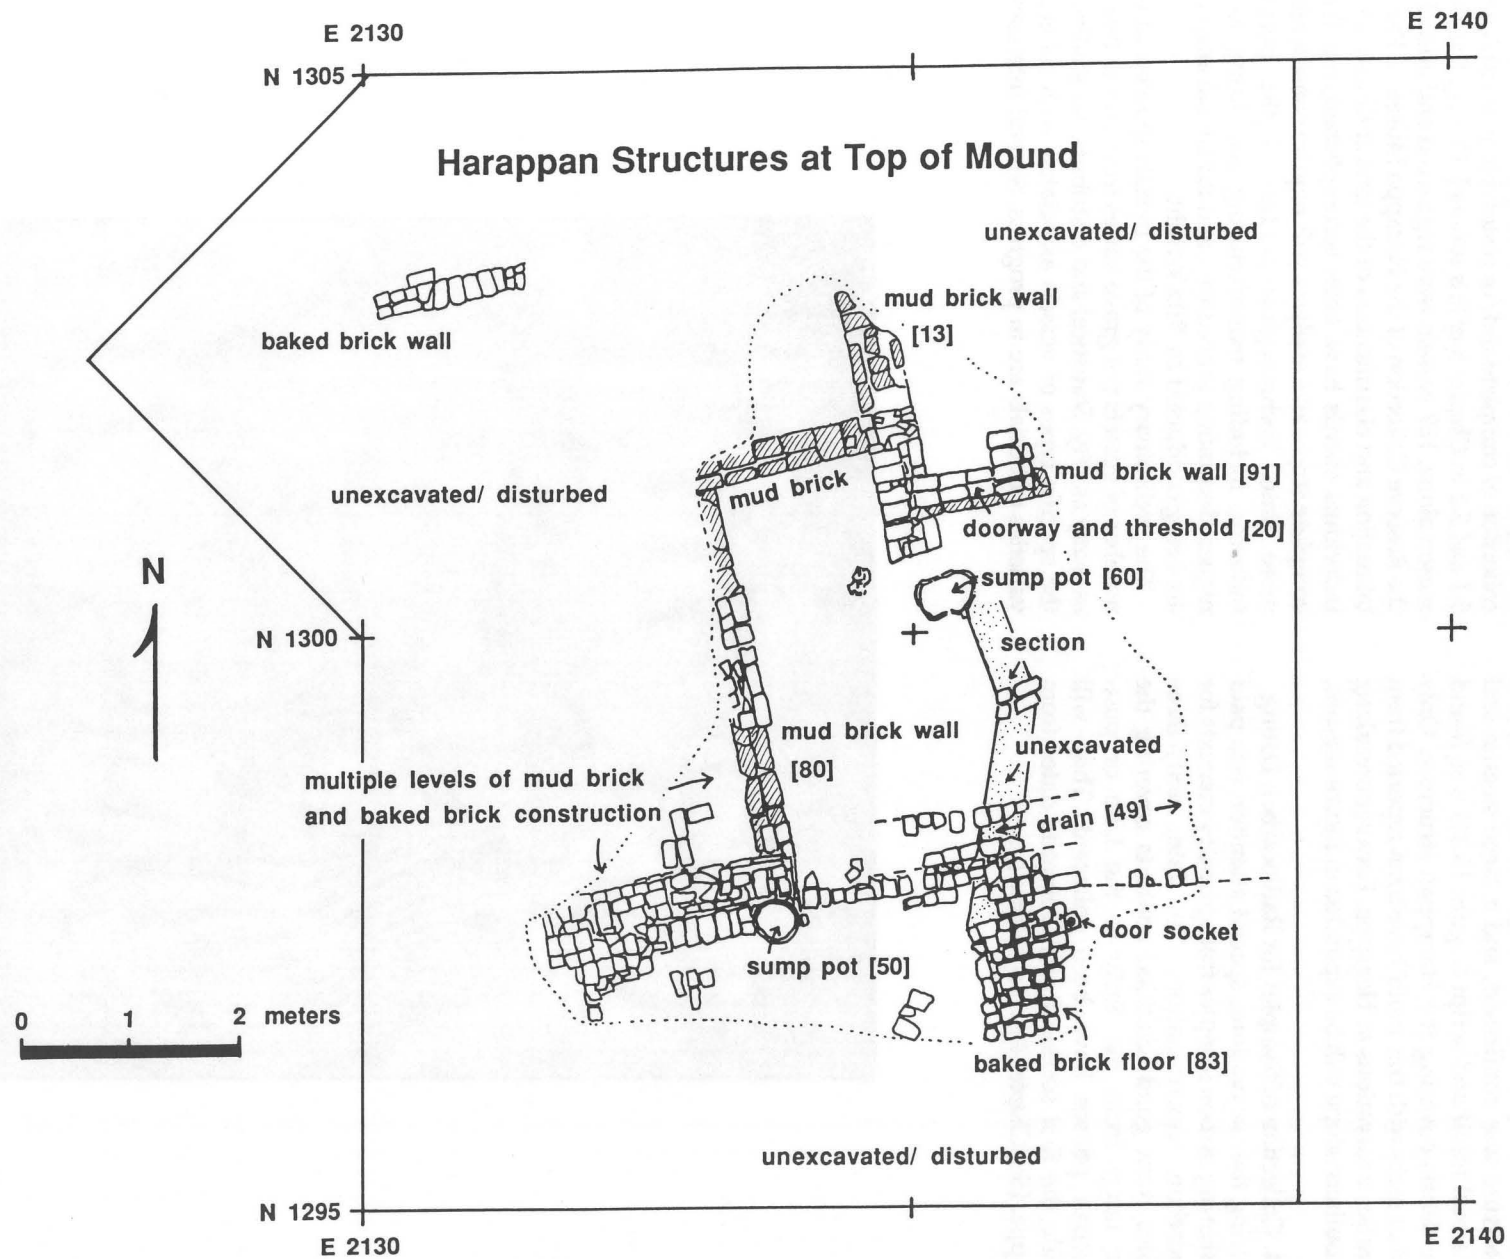 E 2130
E 2140
N 1305
Harappan Structures at Top of Mound
unexcavated/ disturbed
mud brick wall
[13]
baked brick wall
mud brick wall [91]
unexcavated/ disturbed
mud brick
doorway and threshold [20]
N
sump pot [60]
N 1300
section
mud brick wall
[80]
unexcavated
multiple levels of mud brick
and baked brick construction
drain [49]
door socket
sump pot [50]
0 1 2 meters
baked brick floor [83]
unexcavated/ disturbed
N 1295
E 2130
E 2140